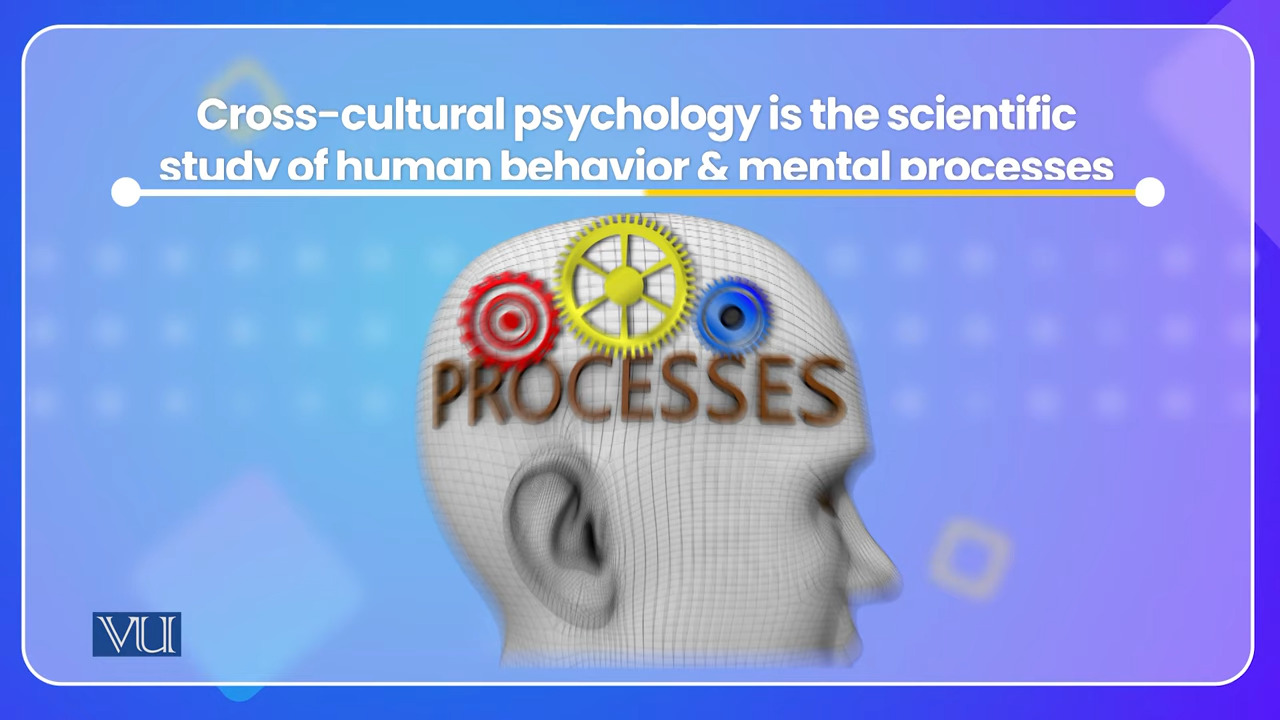 Cross-cultural psychology is the scientific
study of human behavior & mental processes
PROCESSES
VU